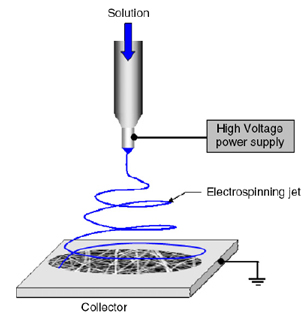 Solution
High Voltage
power supply
Electrospinning jet
Collector